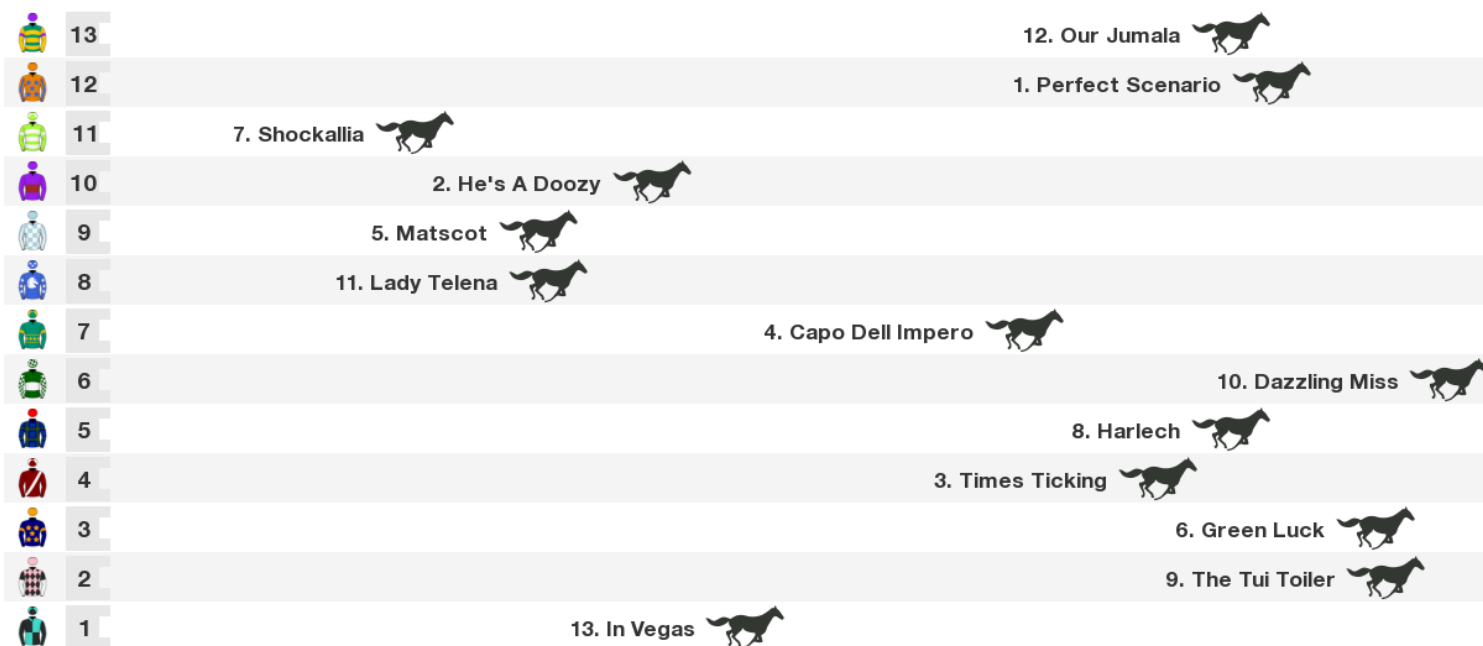 13 12. Our Jumala
12 1. Perfect Scenario
11 7. Shockallia
10 2. He's A Doozy
9 5. Matscot
8 11. Lady Telena
7 4. Capo Dell Impero
6 10. Dazzling Miss
5 8. Harlech
4 3. Times Ticking
3 6. Green Luck
2 9. The Tui Toiler
1 13. In Vegas